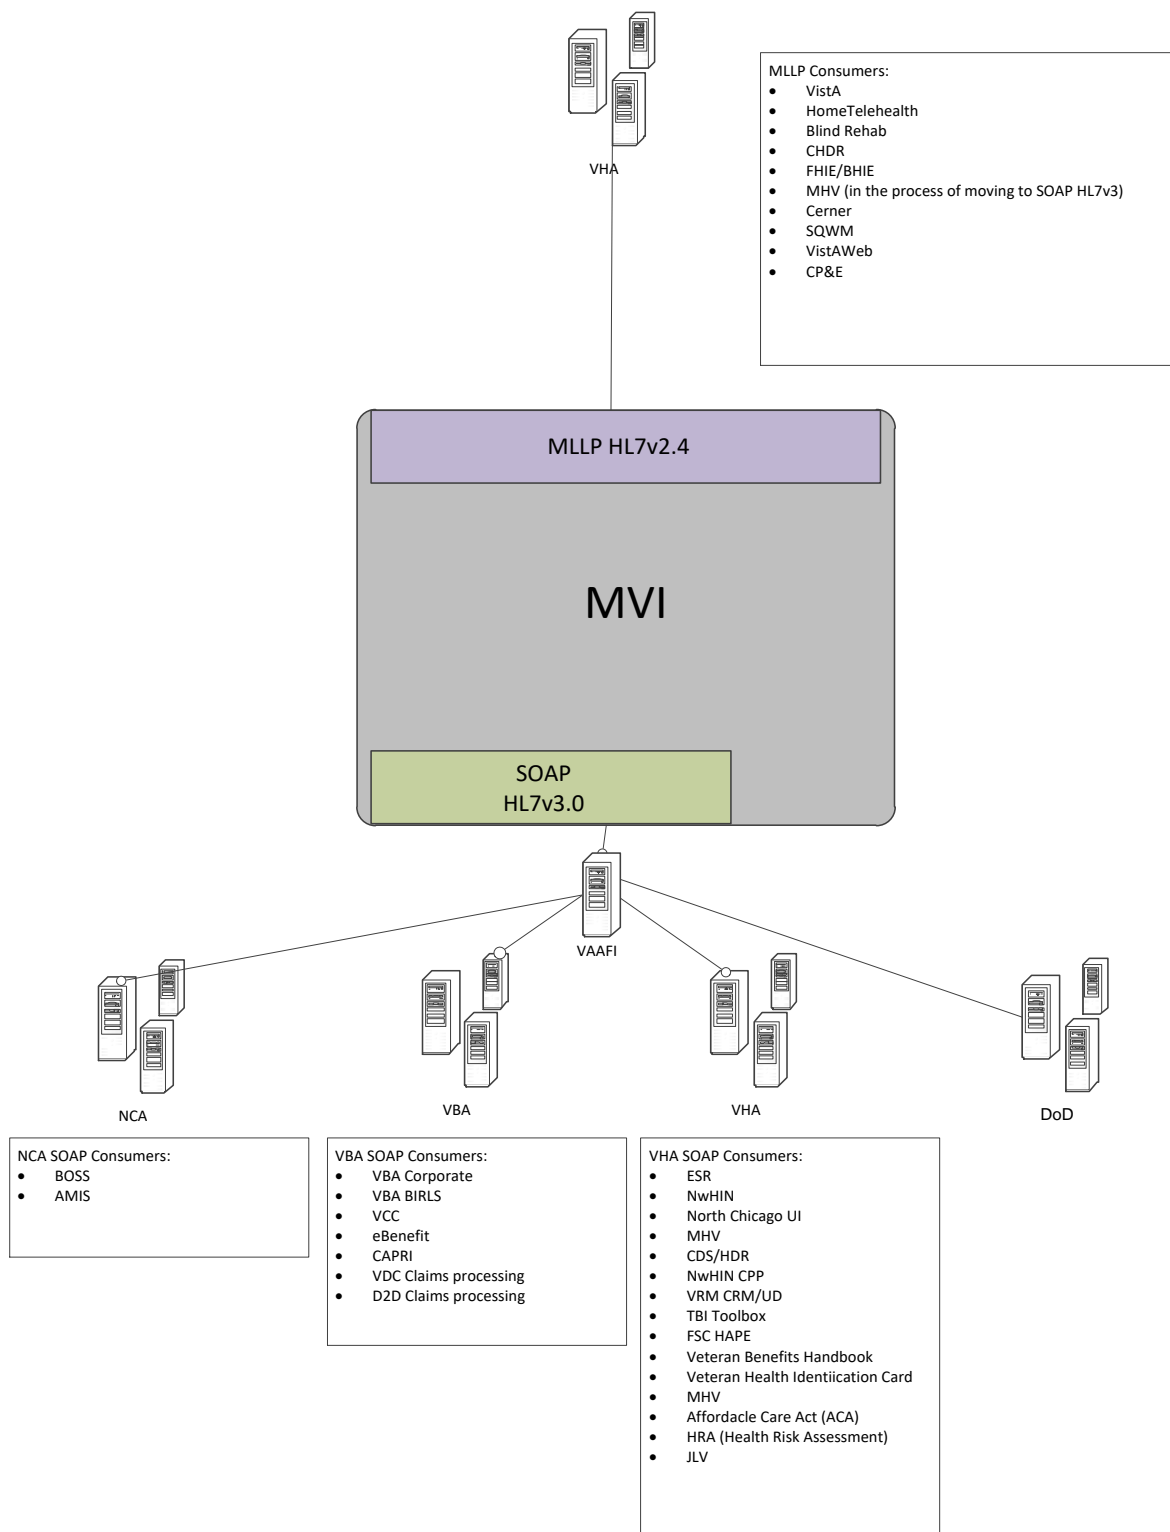 VHA
MLLP Consumers:
• VistA
• HomeTelehealth
• Blind Rehab
• CHDR
• FHIE/BHIE
• MHV (in the process of moving to SOAP HL7v3)
• Cerner
• SQWM
• VistAWeb
• CP&E
MLLP HL7v2.4
MVI
SOAP
HL7v3.0
VAAFI
NCA
VBA
VHA
DoD
NCA SOAP Consumers:
• BOSS
• AMIS
VBA SOAP Consumers:
• VBA Corporate
• VBA BIRLS
• VCC
• eBenefit
• CAPRI
• VDC Claims processing
• D2D Claims processing
VHA SOAP Consumers:
• ESR
• NwHIN
• North Chicago UI
• MHV
• CDS/HDR
• NwHIN CPP
• VRM CRM/UD
• TBI Toolbox
• FSC HAPE
• Veteran Benefits Handbook
• Veteran Health Identiication Card
• MHV
• Affordacle Care Act (ACA)
• HRA (Health Risk Assessment)
• JLV